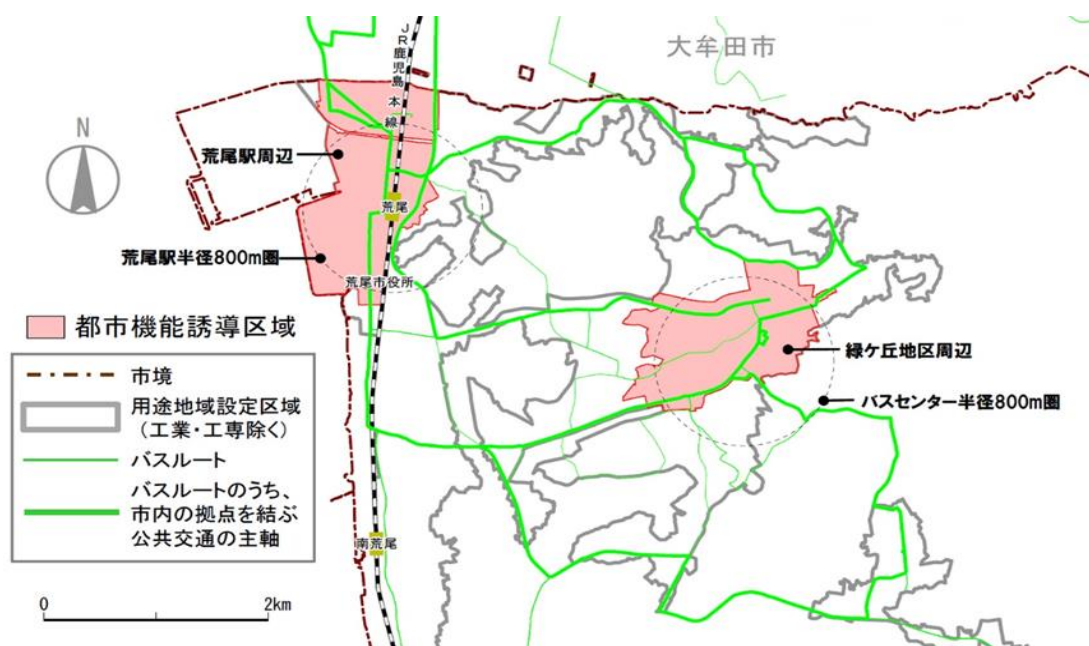 大牟田市
JR鹿児島本線
N
荒尾駅周辺
荒尾
荒尾駅半径800m圏
荒尾市役所
都市機能誘導区域
緑ケ丘地区周辺
バスセンター半径800m圏
市境
用途地域設定区域
(工業・工専除く)
バスルート
バスルートのうち、
市内の拠点を結ぶ
公共交通の主軸
南荒尾
0
2km